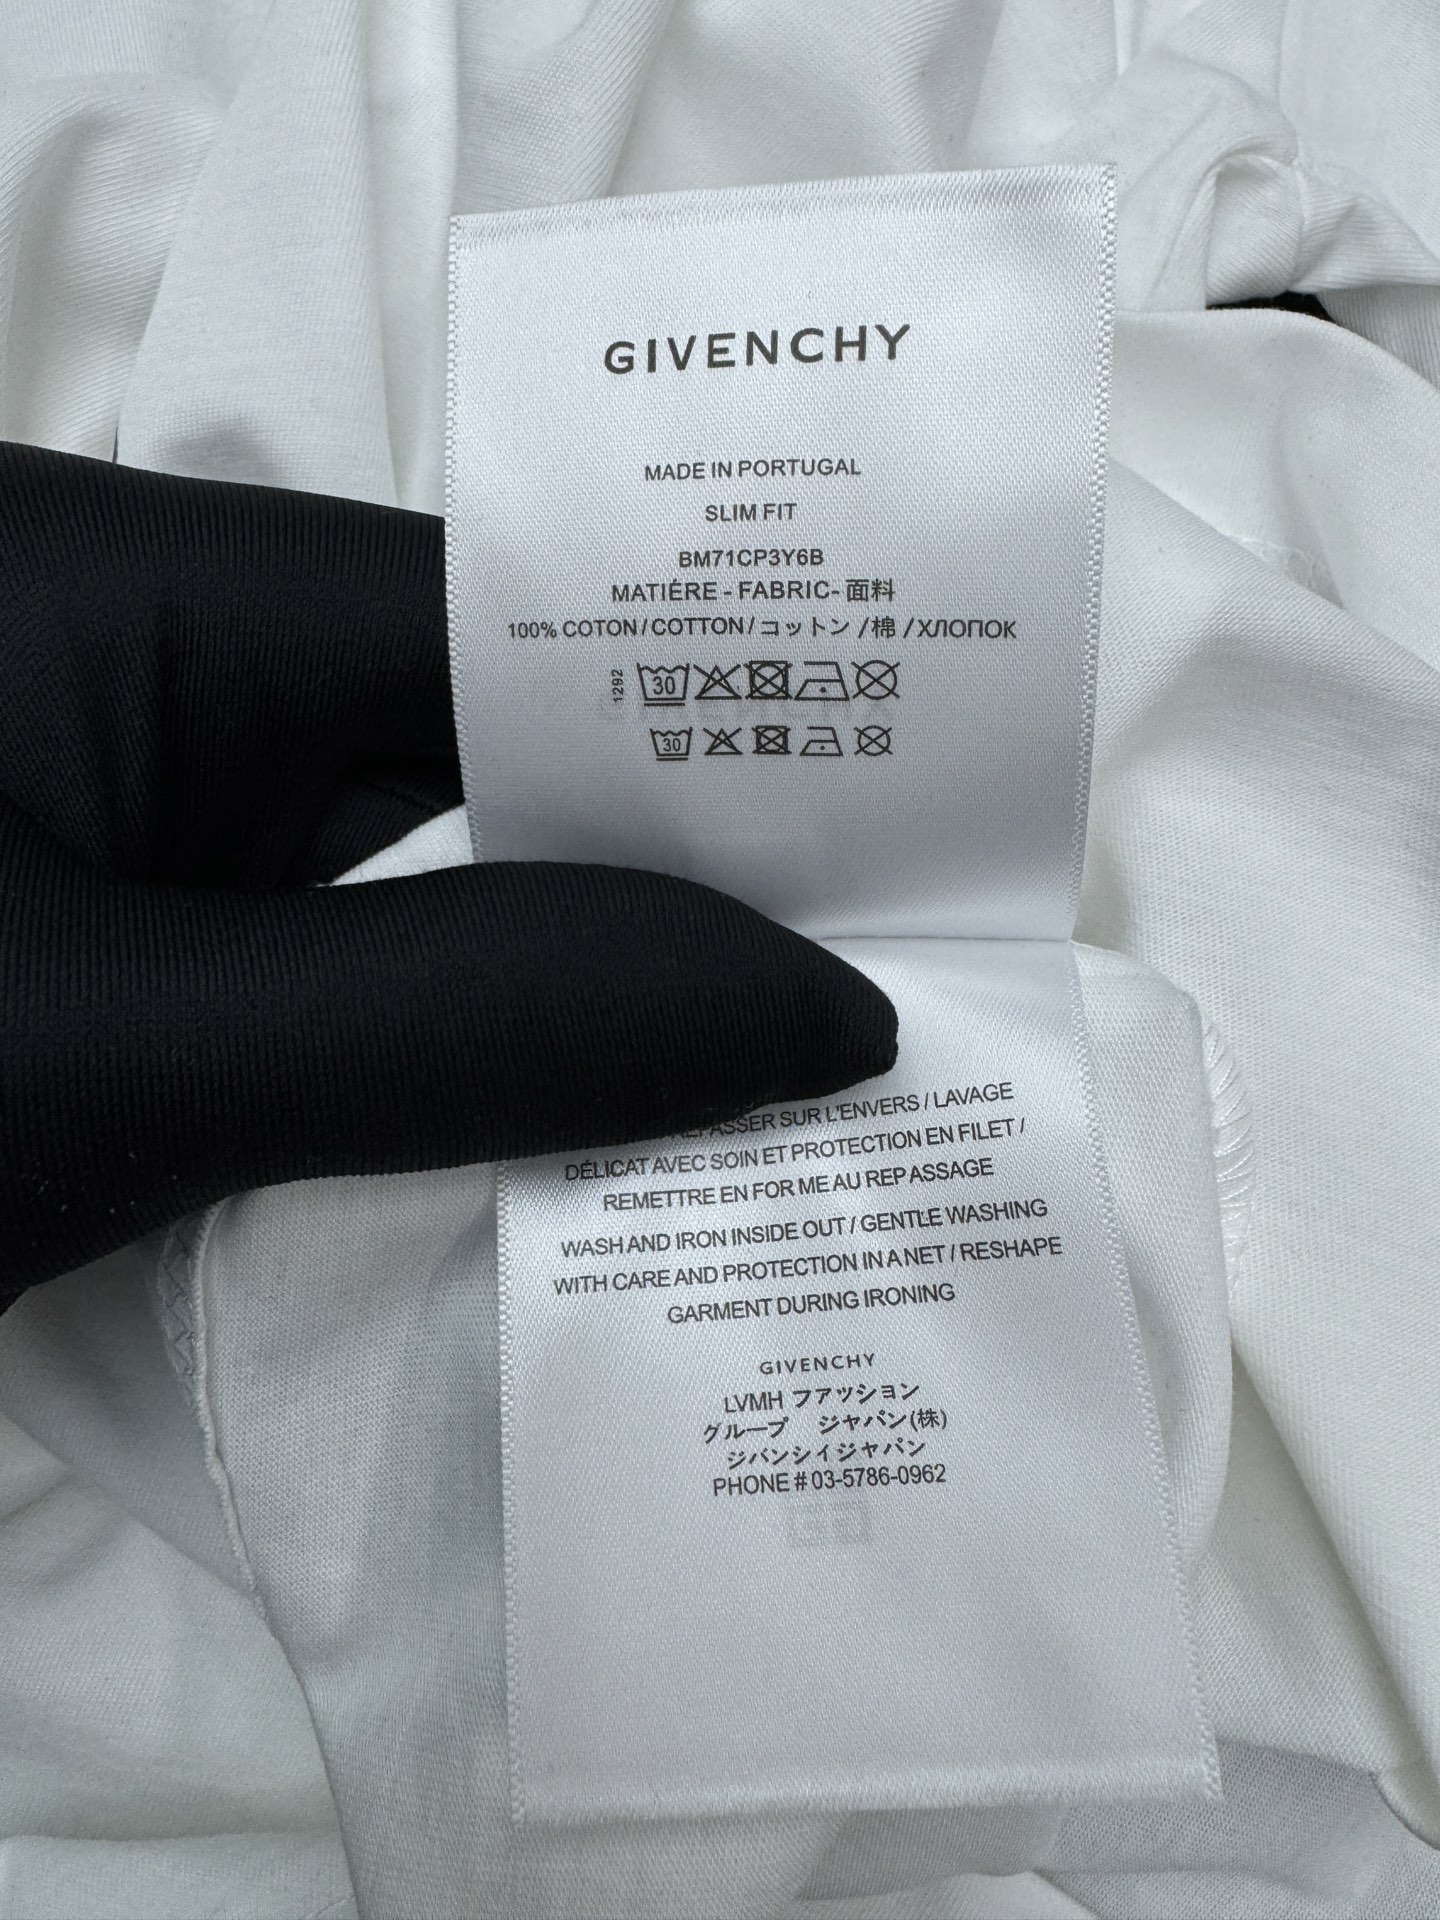 GIVENCHY
MADE IN PORTUGAL
SLIM FIT
BM71CP3Y6B
MATIÉRE - FABRIC- 面料
100% COTON/COTTON/コットン/棉/ХЛОПОК
1292
30
30
REPASSER SUR L'ENVERS / LAVAGE
DÉLICAT AVEC SOIN ET PROTECTION EN FILET /
REMETTRE EN FOR ME AU REP ASSAGE
WASH AND IRON INSIDE OUT / GENTLE WASHING
WITH CARE AND PROTECTION IN A NET / RESHAPE
GARMENT DURING IRONING
GIVENCHY
LVMH ファッション
グループ ジャパン(株)
ジバンシィジャパン
PHONE # 03-5786-0962